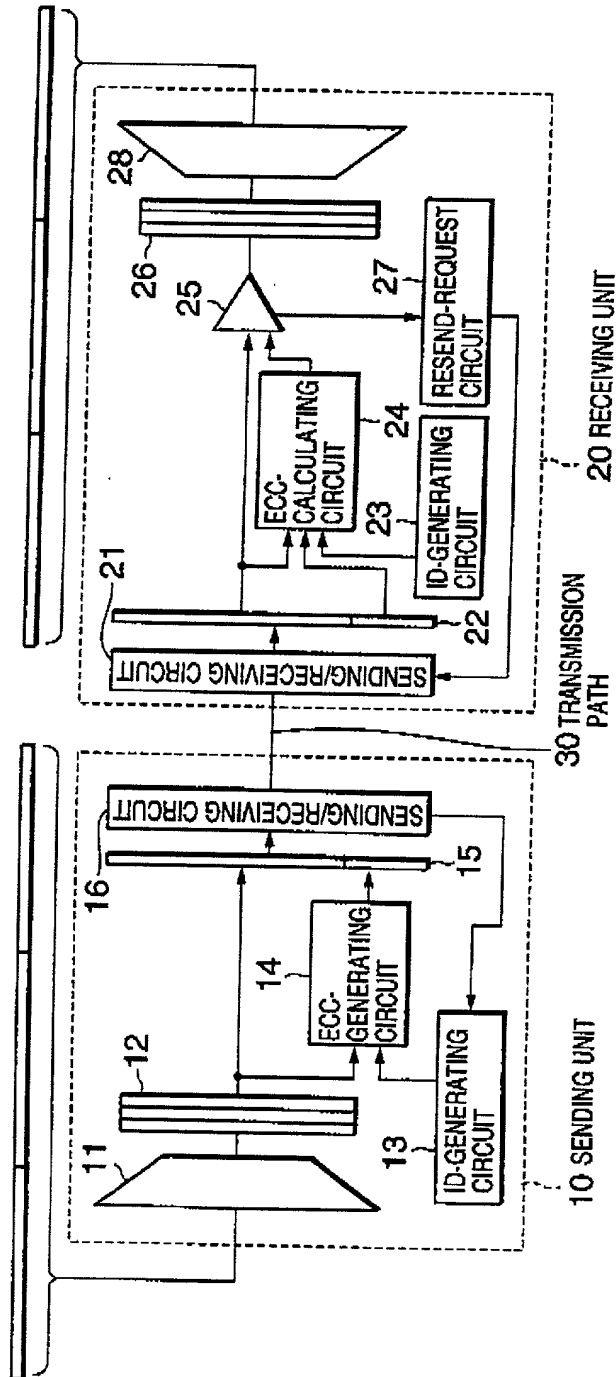 11
12
13
ID-GENERATING
CIRCUIT
14
ECC-
GENERATING
CIRCUIT
15
16
SENDING/RECEIVING CIRCUIT
10 SENDING UNIT
30 TRANSMISSION
PATH
21
SENDING/RECEIVING CIRCUIT
22
23
ID-GENERATING
CIRCUIT
24
ECC-
CALCULATING
CIRCUIT
25
26
27
RESEND-REQUEST
CIRCUIT
28
20 RECEIVING UNIT